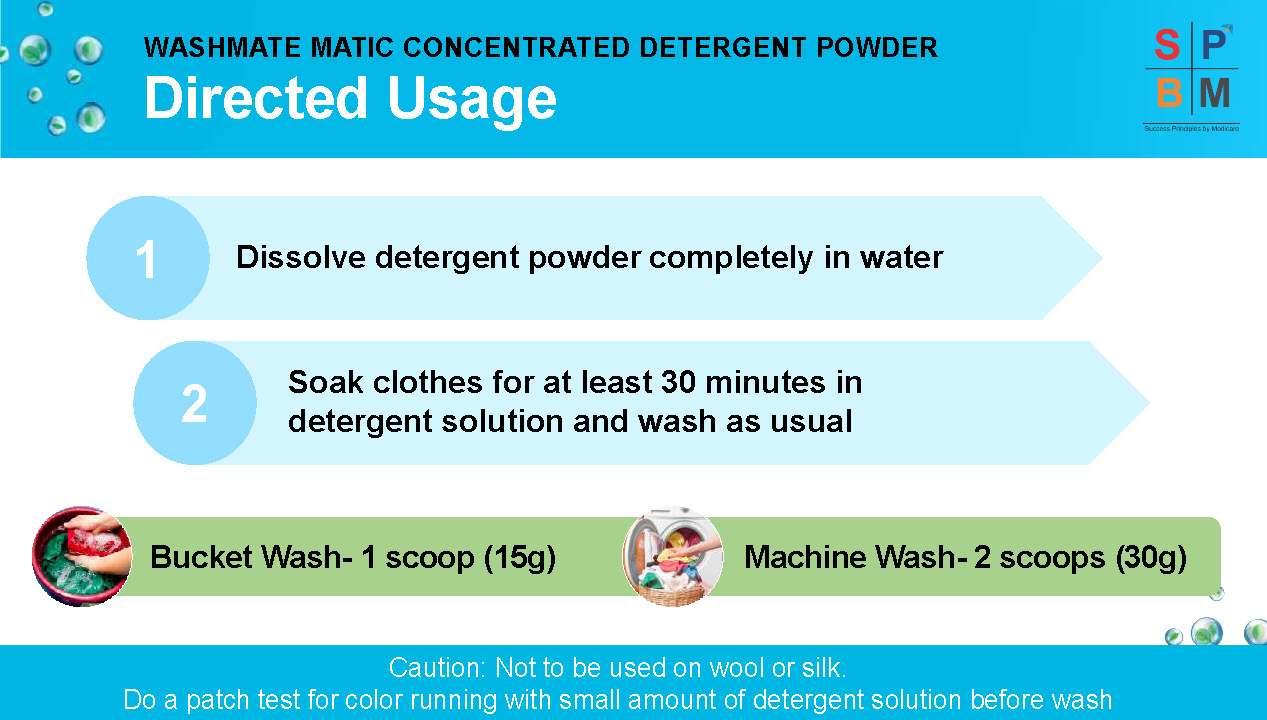 WASHMATE MATIC CONCENTRATED DETERGENT POWDER
Directed Usage
S P
B M
Success Principles by Modicare
1
Dissolve detergent powder completely in water
2
Soak clothes for at least 30 minutes in
detergent solution and wash as usual
Bucket Wash- 1 scoop (15g)
Machine Wash- 2 scoops (30g)
Caution: Not to be used on wool or silk.
Do a patch test for color running with small amount of detergent solution before wash